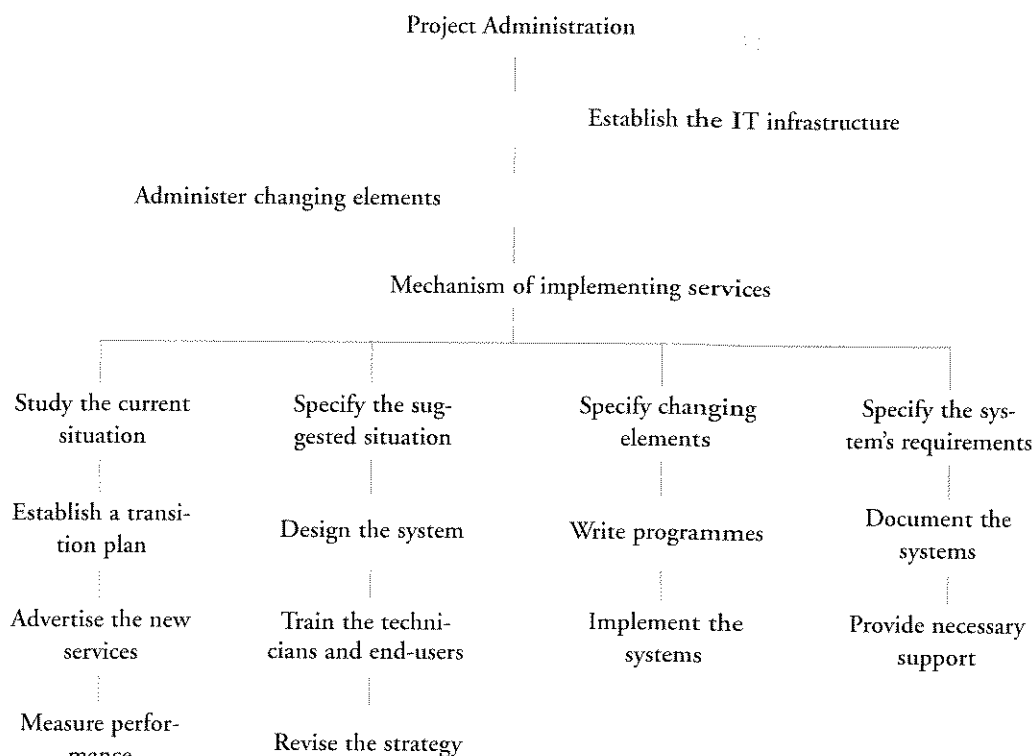 Project Administration
Establish the IT infrastructure
Administer changing elements
Mechanism of implementing services
Study the current
situation
Specify the sug-
gested situation
Specify changing
elements
Specify the sys-
tem's requirements
Establish a transi-
tion plan
Design the system
Write programmes
Document the
systems
Advertise the new
services
Train the techni-
cians and end-users
Implement the
systems
Provide necessary
support
Measure perfor-
mance
Revise the strategy